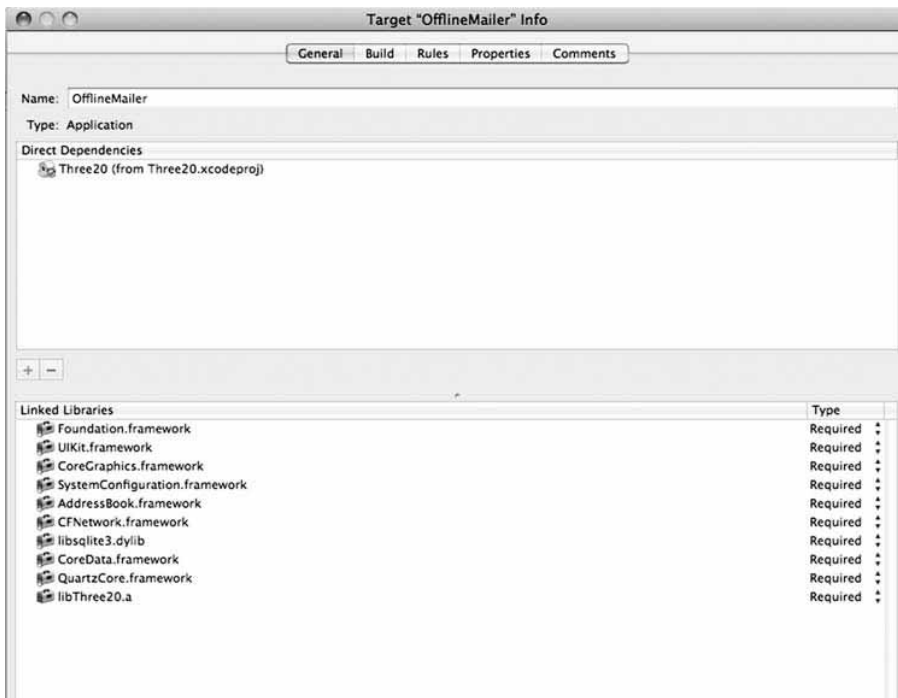 Target “OfflineMailer” Info
General Build Rules Properties Comments
Name: OfflineMailer
Type: Application
Direct Dependencies
Three20 (from Three20.xcodeproj)
+ −
Linked Libraries Type
Foundation.framework Required
UIKit.framework Required
CoreGraphics.framework Required
SystemConfiguration.framework Required
AddressBook.framework Required
CFNetwork.framework Required
libsqlite3.dylib Required
CoreData.framework Required
QuartzCore.framework Required
libThree20.a Required